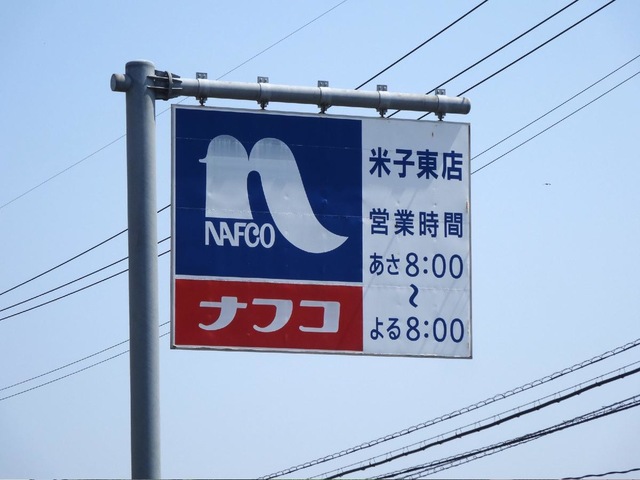 NAFCO
ナフコ
米子東店
営業時間
あさ8:00
〜
よる8:00